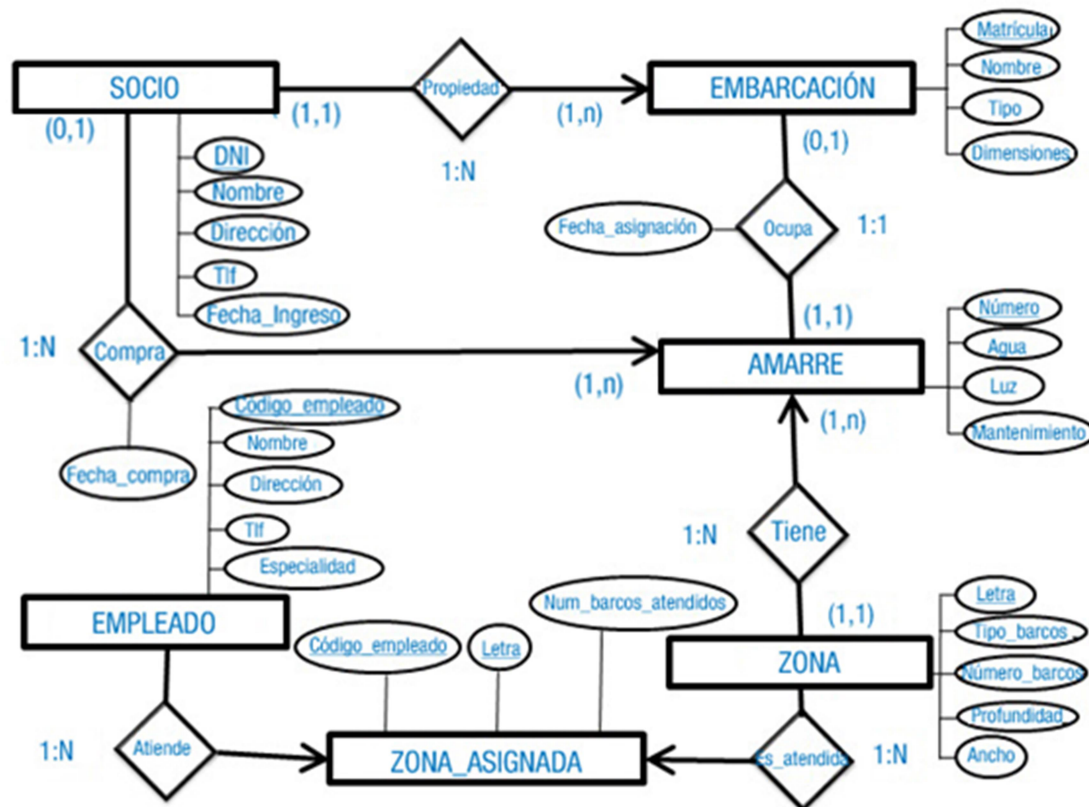 Matrícula
Propiedad
SOCIO
EMBARCACIÓN
Nombre
(0,1)
(1,1)
(1,n)
Tipo
(0,1)
Dimensiones
DNI
1:N
Nombre
Fecha_asignación
Ocupa
1:1
Dirección
Tlf
Fecha_Ingreso
(1,1)
Número
1:N
Compra
AMARRE
Agua
(1,n)
Luz
Código_empleado
(1,n)
Mantenimiento
Nombre
Fecha_compra
Dirección
Tlf
1:N
Tiene
Especialidad
EMPLEADO
Num_barcos_atendidos
(1,1)
Letra
Código_empleado
Letra
Tipo_barcos
ZONA
Número_barcos
Profundidad
1:N
Atiende
ZONA_ASIGNADA
Es_atendida
1:N
Ancho